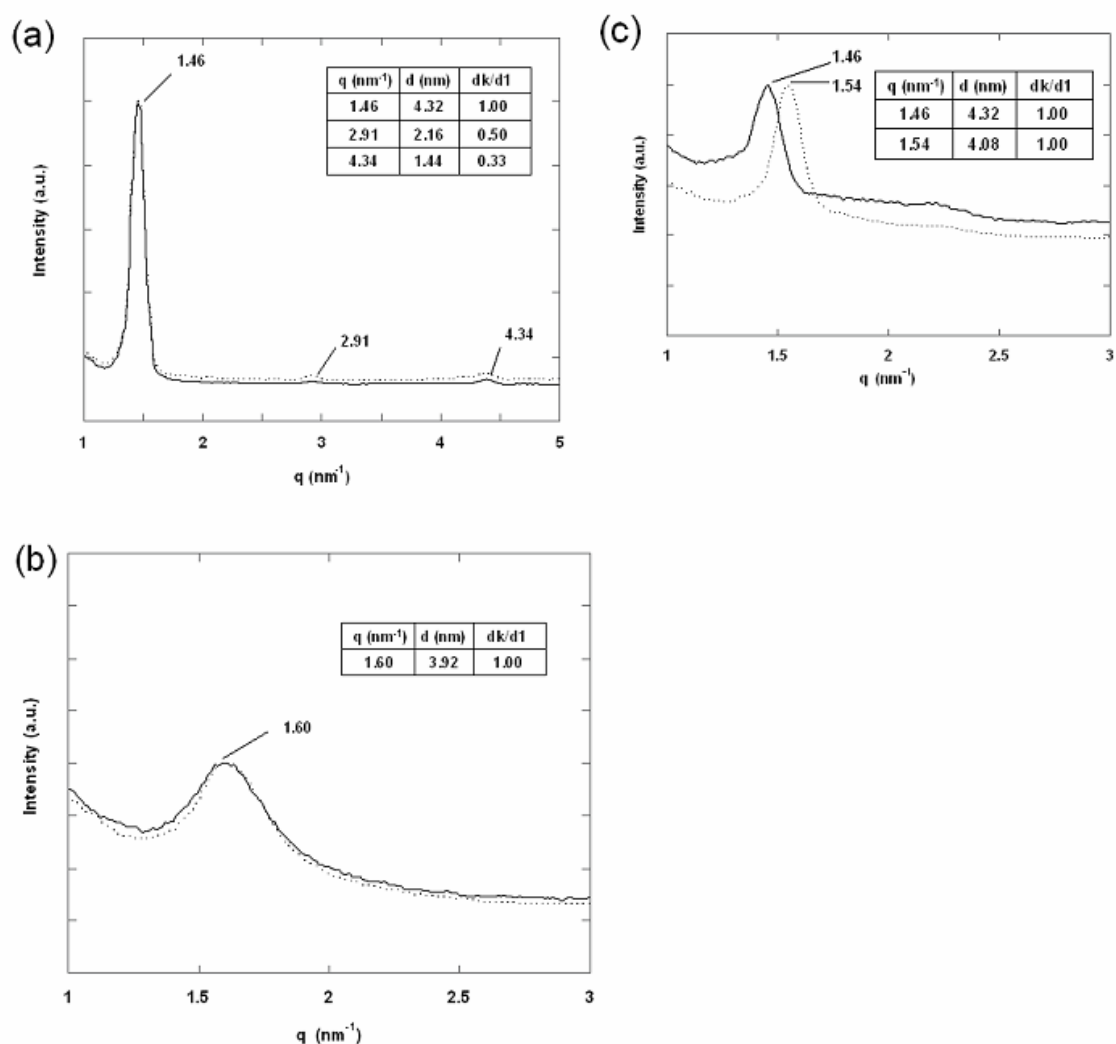 (a)
1.46
q (nm⁻¹) d (nm) dk/d1
1.46 4.32 1.00
2.91 2.16 0.50
4.34 1.44 0.33
Intensity (a.u.)
2.91
4.34
1 2 3 4 5
q (nm⁻¹)
(c)
1.46
1.54
q (nm⁻¹) d (nm) dk/d1
1.46 4.32 1.00
1.54 4.08 1.00
Intensity (a.u.)
1 1.5 2 2.5 3
q (nm⁻¹)
(b)
q (nm⁻¹) d (nm) dk/d1
1.60 3.92 1.00
1.60
Intensity (a.u.)
1 1.5 2 2.5 3
q (nm⁻¹)